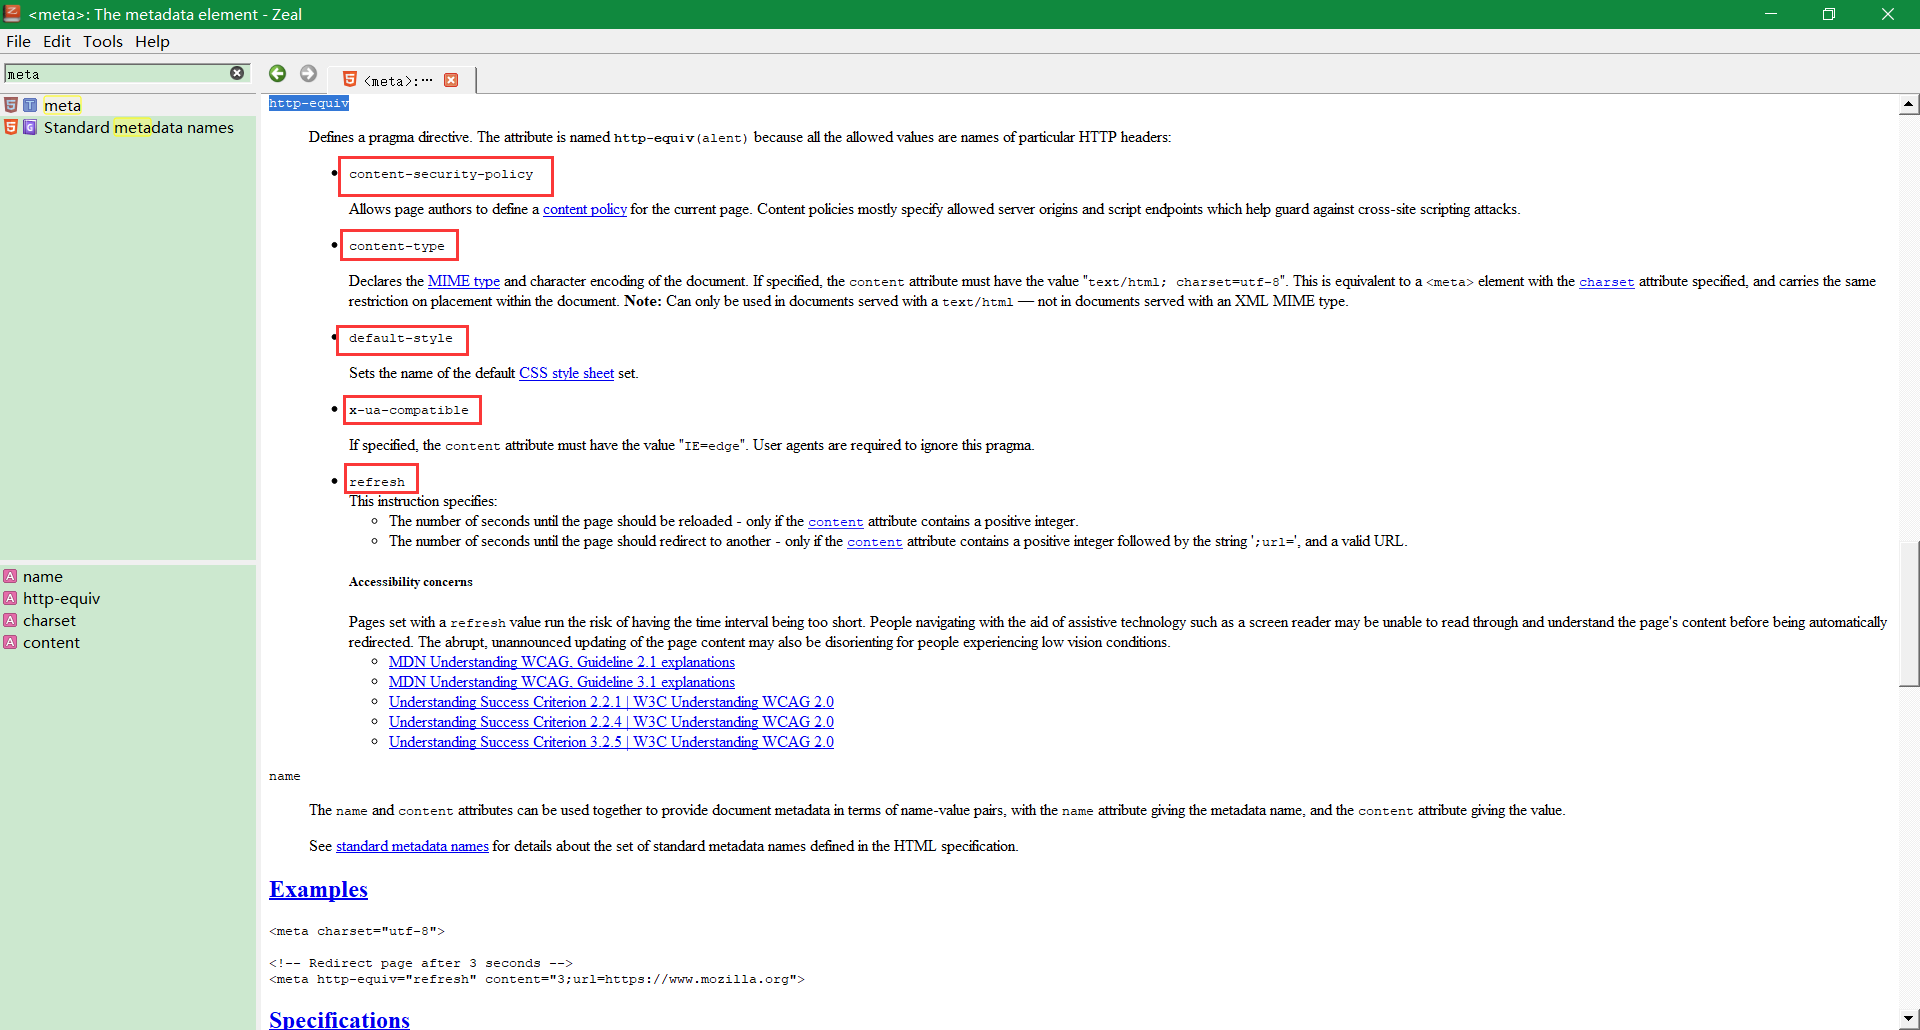 <meta>: The metadata element - Zeal
File Edit Tools Help
meta
<meta>:···
meta
Standard metadata names
name
http-equiv
charset
content
http-equiv
Defines a pragma directive. The attribute is named http-equiv(alent) because all the allowed values are names of particular HTTP headers:
content-security-policy
Allows page authors to define a content policy for the current page. Content policies mostly specify allowed server origins and script endpoints which help guard against cross-site scripting attacks.
content-type
Declares the MIME type and character encoding of the document. If specified, the content attribute must have the value "text/html; charset=utf-8". This is equivalent to a <meta> element with the charset attribute specified, and carries the same
restriction on placement within the document. Note: Can only be used in documents served with a text/html — not in documents served with an XML MIME type.
default-style
Sets the name of the default CSS style sheet set.
x-ua-compatible
If specified, the content attribute must have the value "IE=edge". User agents are required to ignore this pragma.
refresh
This instruction specifies:
The number of seconds until the page should be reloaded - only if the content attribute contains a positive integer.
The number of seconds until the page should redirect to another - only if the content attribute contains a positive integer followed by the string ';url=', and a valid URL.
Accessibility concerns
Pages set with a refresh value run the risk of having the time interval being too short. People navigating with the aid of assistive technology such as a screen reader may be unable to read through and understand the page's content before being automatically
redirected. The abrupt, unannounced updating of the page content may also be disorienting for people experiencing low vision conditions.
MDN Understanding WCAG, Guideline 2.1 explanations
MDN Understanding WCAG, Guideline 3.1 explanations
Understanding Success Criterion 2.2.1 | W3C Understanding WCAG 2.0
Understanding Success Criterion 2.2.4 | W3C Understanding WCAG 2.0
Understanding Success Criterion 3.2.5 | W3C Understanding WCAG 2.0
name
The name and content attributes can be used together to provide document metadata in terms of name-value pairs, with the name attribute giving the metadata name, and the content attribute giving the value.
See standard metadata names for details about the set of standard metadata names defined in the HTML specification.
Examples
<meta charset="utf-8">
<!-- Redirect page after 3 seconds -->
<meta http-equiv="refresh" content="3;url=https://www.mozilla.org">
Specifications